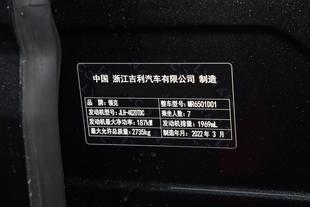 中国 浙江吉利汽车有限公司 制造
品牌：领克 整车型号：MR6501D01
发动机型号：JLH-4G20TDC 乘坐人数：7
发动机最大净功率：187kW 发动机排量：1969mL
最大允许总质量：2735kg 制造年月：2022 年 3 月